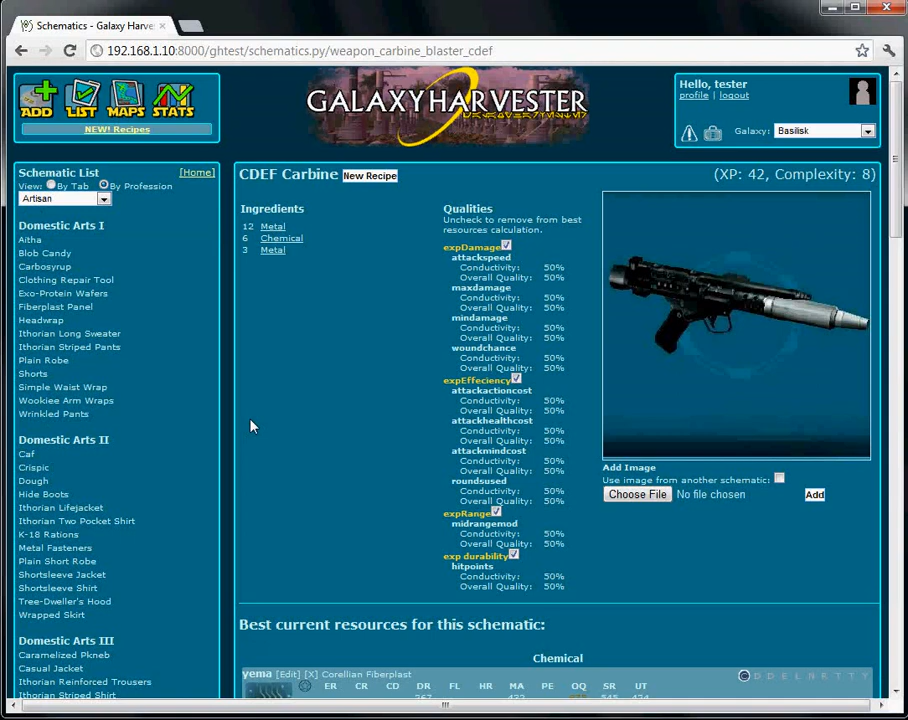 Schematics - Galaxy Harve
192.168.1.10:8000/ghtest/schematics.py/weapon_carbine_blaster_cdef
ADD LIST MAPS STATS
NEW! Recipes
GALAXY HARVESTER
Hello, tester
profile | logout
Galaxy: Basilisk
Schematic List [Home]
View: By Tab By Profession
Artisan
Domestic Arts I
Aitha
Blob Candy
Carbosyrup
Clothing Repair Tool
Exo-Protein Wafers
Fiberplast Panel
Headwrap
Ithorian Long Sweater
Ithorian Striped Pants
Plain Robe
Shorts
Simple Waist Wrap
Wookiee Arm Wraps
Wrinkled Pants
Domestic Arts II
Caf
Crispic
Dough
Hide Boots
Ithorian Lifejacket
Ithorian Two Pocket Shirt
K-18 Rations
Metal Fasteners
Plain Short Robe
Shortsleeve Jacket
Shortsleeve Shirt
Tree-Dweller's Hood
Wrapped Skirt
Domestic Arts III
Caramelized Pkneb
Casual Jacket
Ithorian Reinforced Trousers
Ithorian Striped Shirt
CDEF Carbine New Recipe (XP: 42, Complexity: 8)
Ingredients
12 Metal
6 Chemical
3 Metal
Qualities
Uncheck to remove from best
resources calculation.
expDamage
attackspeed
Conductivity: 50%
Overall Quality: 50%
maxdamage
Conductivity: 50%
Overall Quality: 50%
mindamage
Conductivity: 50%
Overall Quality: 50%
woundchance
Conductivity: 50%
Overall Quality: 50%
expEffeciency
attackactioncost
Conductivity: 50%
Overall Quality: 50%
attackhealthcost
Conductivity: 50%
Overall Quality: 50%
attackmindcost
Conductivity: 50%
Overall Quality: 50%
roundsused
Conductivity: 50%
Overall Quality: 50%
expRange
midrangemod
Conductivity: 50%
Overall Quality: 50%
exp durability
hitpoints
Conductivity: 50%
Overall Quality: 50%
Add Image
Use image from another schematic:
Choose File No file chosen Add
Best current resources for this schematic:
Chemical
yema [Edit] [X] Corellian Fiberplast C D D E L N R T T Y
ER CR CD DR FL HR MA PE OQ SR UT